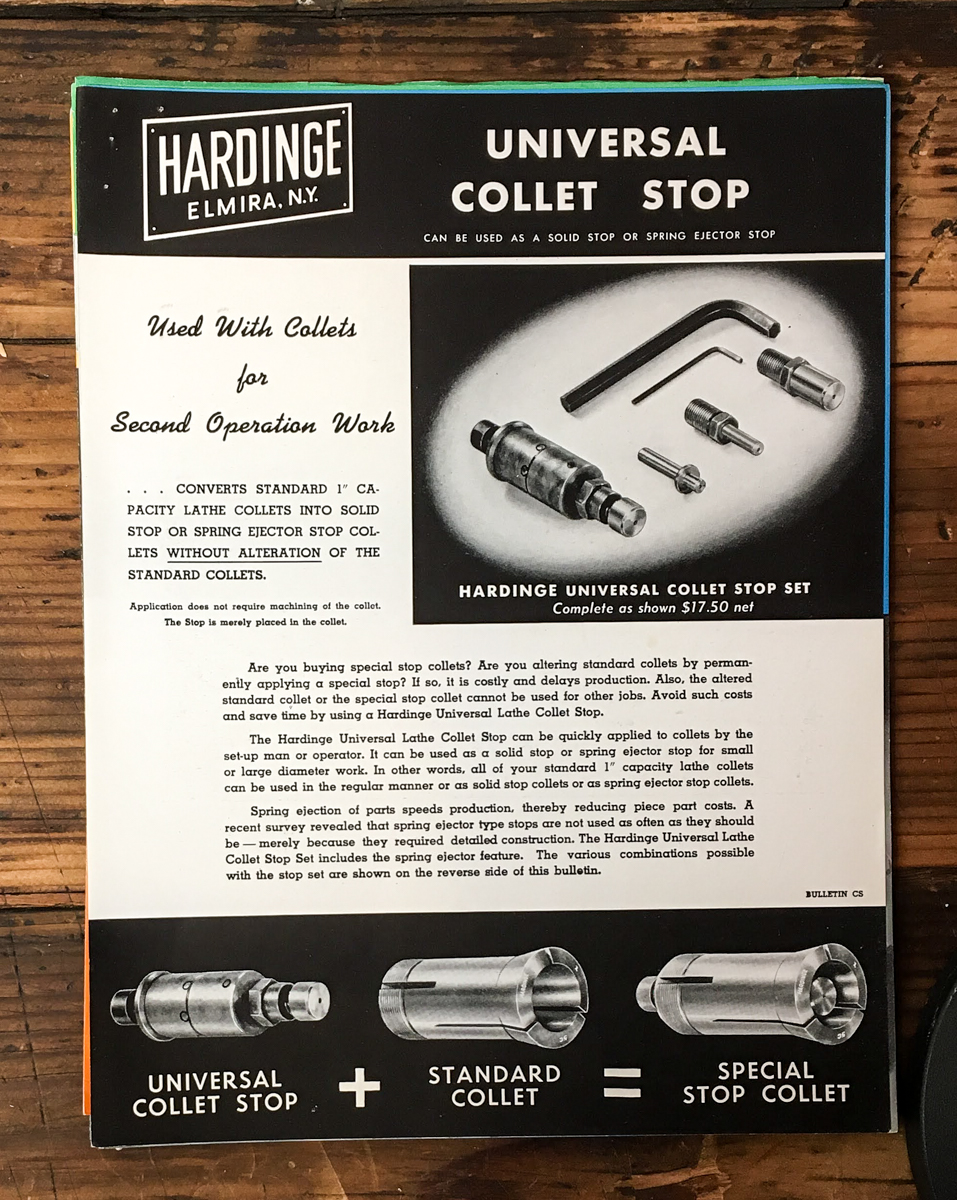 HARDINGE
ELMIRA, N.Y.
UNIVERSAL
COLLET STOP
CAN BE USED AS A SOLID STOP OR SPRING EJECTOR STOP
Used With Collets
for
Second Operation Work
. . . CONVERTS STANDARD 1" CA-
PACITY LATHE COLLETS INTO SOLID
STOP OR SPRING EJECTOR STOP COL-
LETS WITHOUT ALTERATION OF THE
STANDARD COLLETS.
Application does not require machining of the collet.
The Stop is merely placed in the collet.
HARDINGE UNIVERSAL COLLET STOP SET
Complete as shown $17.50 net
Are you buying special stop collets? Are you altering standard collets by perman-
ently applying a special stop? If so, it is costly and delays production. Also, the altered
standard collet or the special stop collet cannot be used for other jobs. Avoid such costs
and save time by using a Hardinge Universal Lathe Collet Stop.
The Hardinge Universal Lathe Collet Stop can be quickly applied to collets by the
set-up man or operator. It can be used as a solid stop or spring ejector stop for small
or large diameter work. In other words, all of your standard 1" capacity lathe collets
can be used in the regular manner or as solid stop collets or as spring ejector stop collets.
Spring ejection of parts speeds production, thereby reducing piece part costs. A
recent survey revealed that spring ejector type stops are not used as often as they should
be — merely because they required detailed construction. The Hardinge Universal Lathe
Collet Stop Set includes the spring ejector feature. The various combinations possible
with the stop set are shown on the reverse side of this bulletin.
BULLETIN CS
UNIVERSAL
COLLET STOP
+
STANDARD
COLLET
=
SPECIAL
STOP COLLET